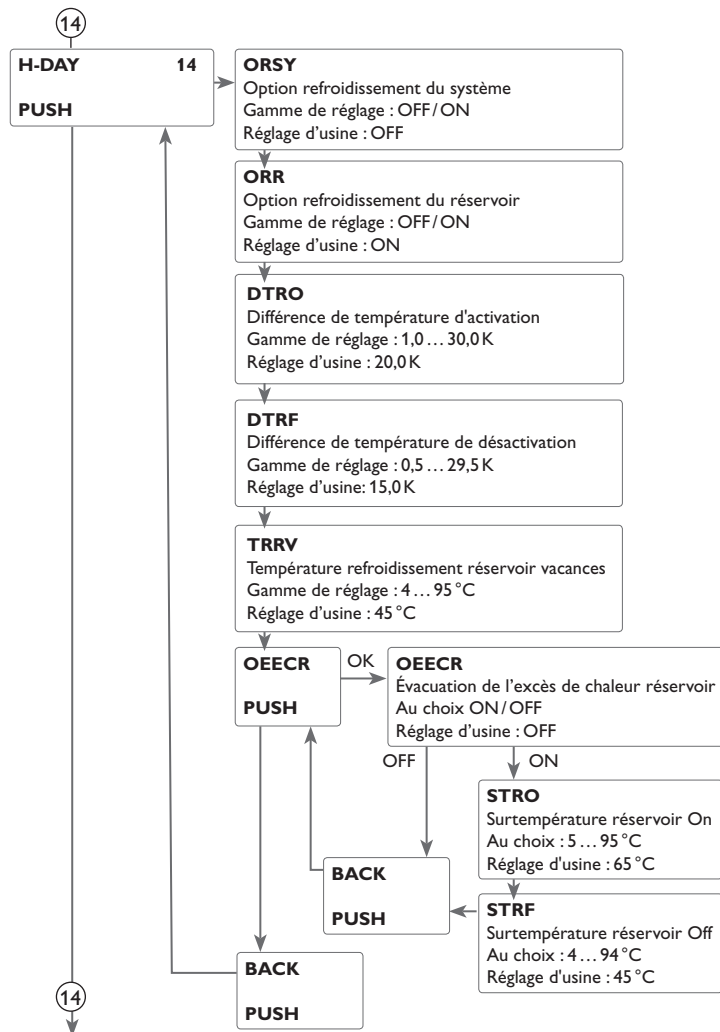 14
H-DAY 14
PUSH
ORSY
Option refroidissement du système
Gamme de réglage : OFF/ON
Réglage d’usine : OFF
ORR
Option refroidissement du réservoir
Gamme de réglage : OFF/ON
Réglage d’usine : ON
DTRO
Différence de température d'activation
Gamme de réglage : 1,0 … 30,0 K
Réglage d’usine : 20,0 K
DTRF
Différence de température de désactivation
Gamme de réglage : 0,5 … 29,5 K
Réglage d’usine: 15,0 K
TRRV
Température refroidissement réservoir vacances
Gamme de réglage : 4 … 95 °C
Réglage d’usine : 45 °C
OEECR
PUSH
OK
OEECR
Évacuation de l’excès de chaleur réservoir
Au choix ON/OFF
Réglage d’usine : OFF
OFF
ON
STRO
Surtempérature réservoir On
Au choix : 5 … 95 °C
Réglage d'usine : 65 °C
BACK
PUSH
STRF
Surtempérature réservoir Off
Au choix : 4 … 94 °C
Réglage d'usine : 45 °C
BACK
PUSH
14